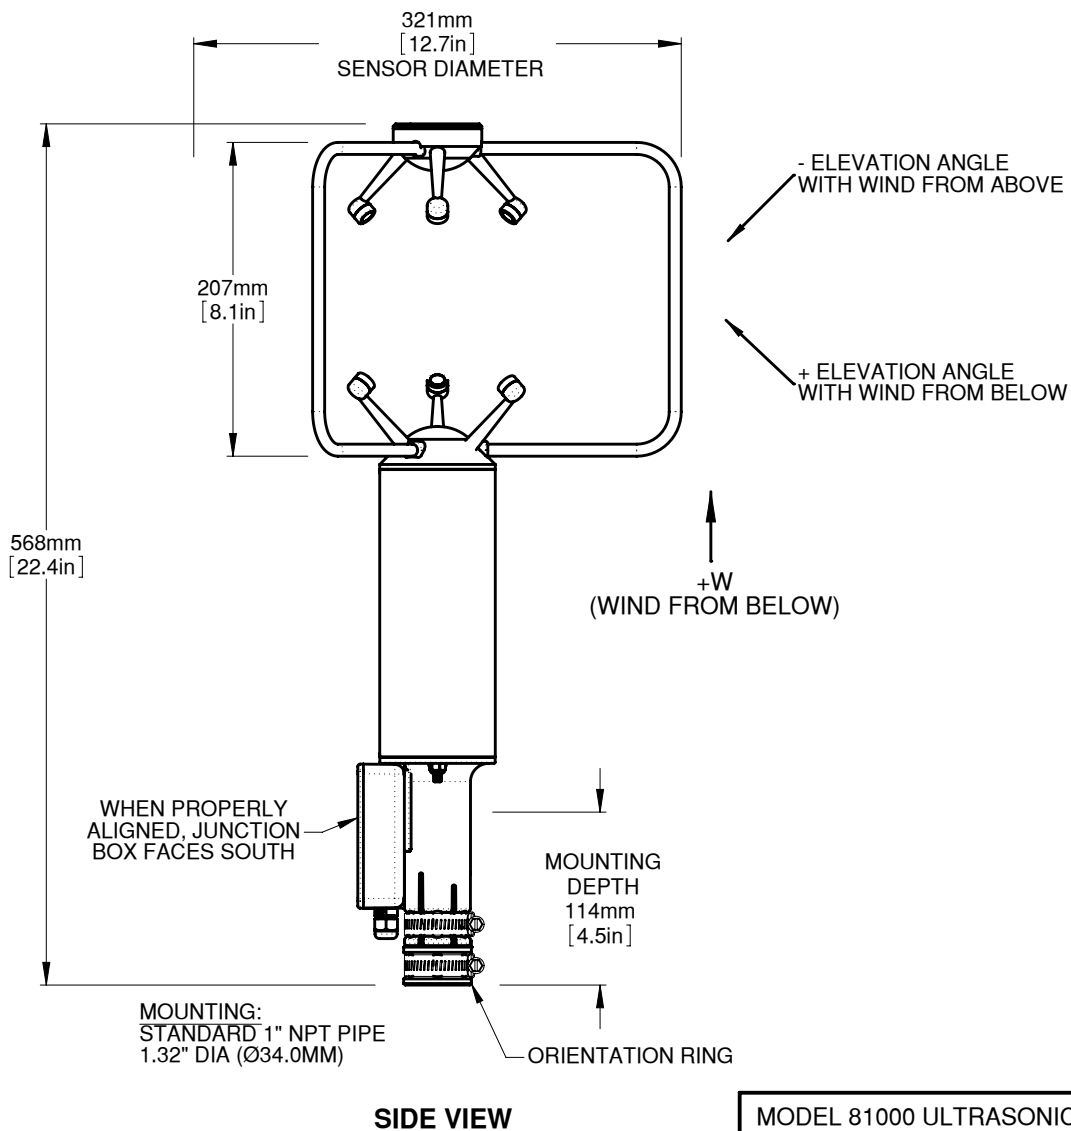 321mm
[12.7in]
SENSOR DIAMETER
- ELEVATION ANGLE
WITH WIND FROM ABOVE
207mm
[8.1in]
+ ELEVATION ANGLE
WITH WIND FROM BELOW
568mm
[22.4in]
+W
(WIND FROM BELOW)
WHEN PROPERLY
ALIGNED, JUNCTION
BOX FACES SOUTH
MOUNTING
DEPTH
114mm
[4.5in]
MOUNTING:
STANDARD 1" NPT PIPE
1.32" DIA (Ø34.0MM)
ORIENTATION RING
SIDE VIEW
MODEL 81000 ULTRASONIC